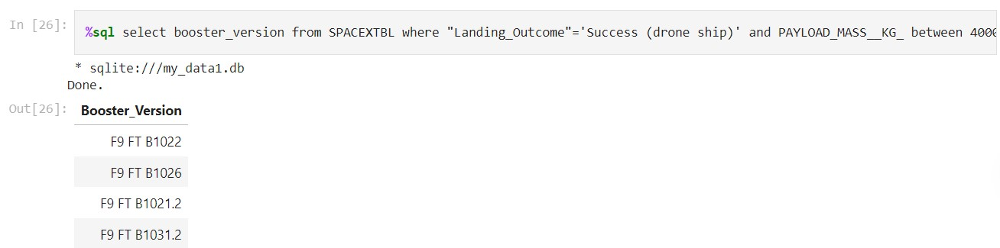 In [26]:
%sql select booster_version from SPACEXTBL where "Landing_Outcome"='Success (drone ship)' and PAYLOAD_MASS__KG_ between 4000
* sqlite:///my_data1.db
Done.
Out[26]:
Booster_Version
F9 FT B1022
F9 FT B1026
F9 FT B1021.2
F9 FT B1031.2